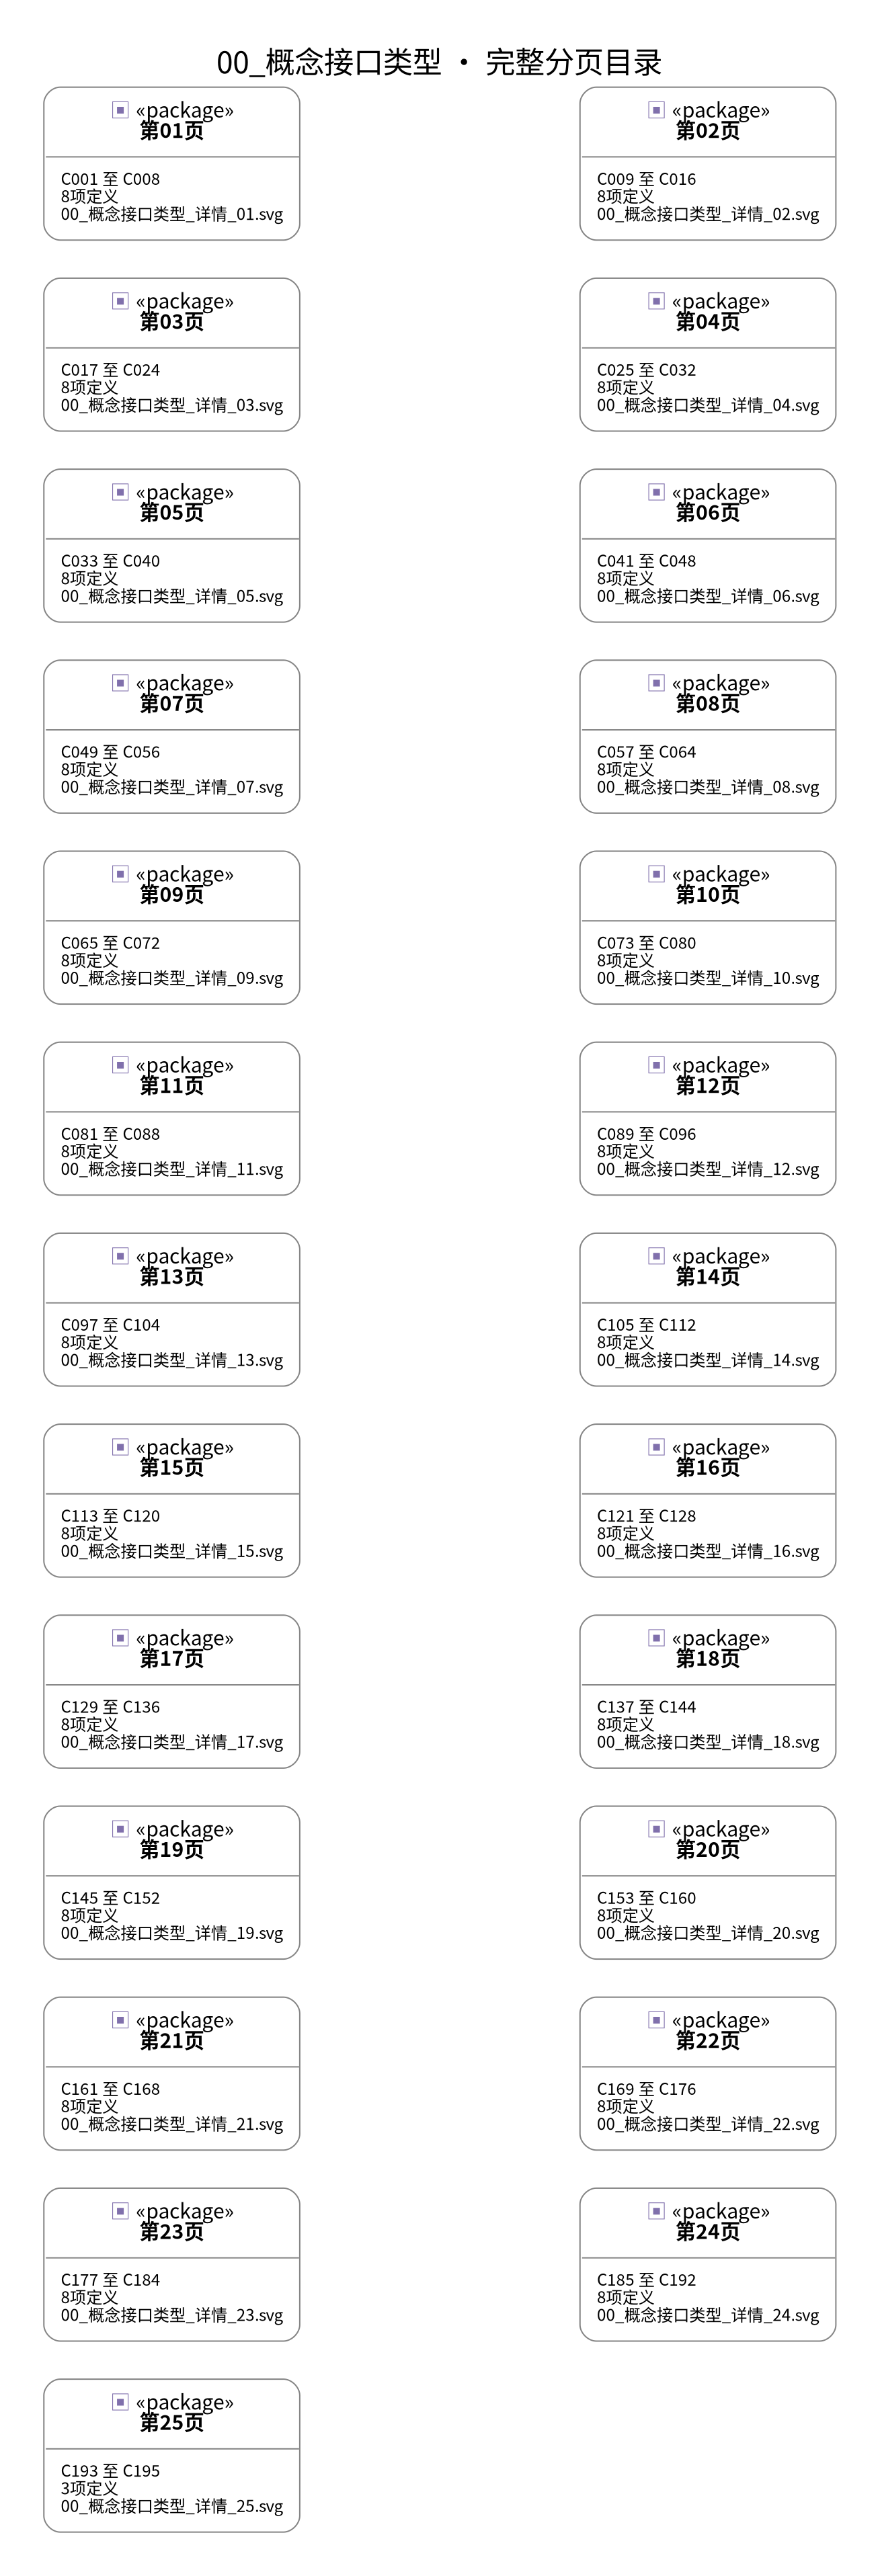 00_概念接口类型 · 完整分页目录
«package»
第01页
C001 至 C008
8项定义
00_概念接口类型_详情_01.svg
«package»
第02页
C009 至 C016
8项定义
00_概念接口类型_详情_02.svg
«package»
第03页
C017 至 C024
8项定义
00_概念接口类型_详情_03.svg
«package»
第04页
C025 至 C032
8项定义
00_概念接口类型_详情_04.svg
«package»
第05页
C033 至 C040
8项定义
00_概念接口类型_详情_05.svg
«package»
第06页
C041 至 C048
8项定义
00_概念接口类型_详情_06.svg
«package»
第07页
C049 至 C056
8项定义
00_概念接口类型_详情_07.svg
«package»
第08页
C057 至 C064
8项定义
00_概念接口类型_详情_08.svg
«package»
第09页
C065 至 C072
8项定义
00_概念接口类型_详情_09.svg
«package»
第10页
C073 至 C080
8项定义
00_概念接口类型_详情_10.svg
«package»
第11页
C081 至 C088
8项定义
00_概念接口类型_详情_11.svg
«package»
第12页
C089 至 C096
8项定义
00_概念接口类型_详情_12.svg
«package»
第13页
C097 至 C104
8项定义
00_概念接口类型_详情_13.svg
«package»
第14页
C105 至 C112
8项定义
00_概念接口类型_详情_14.svg
«package»
第15页
C113 至 C120
8项定义
00_概念接口类型_详情_15.svg
«package»
第16页
C121 至 C128
8项定义
00_概念接口类型_详情_16.svg
«package»
第17页
C129 至 C136
8项定义
00_概念接口类型_详情_17.svg
«package»
第18页
C137 至 C144
8项定义
00_概念接口类型_详情_18.svg
«package»
第19页
C145 至 C152
8项定义
00_概念接口类型_详情_19.svg
«package»
第20页
C153 至 C160
8项定义
00_概念接口类型_详情_20.svg
«package»
第21页
C161 至 C168
8项定义
00_概念接口类型_详情_21.svg
«package»
第22页
C169 至 C176
8项定义
00_概念接口类型_详情_22.svg
«package»
第23页
C177 至 C184
8项定义
00_概念接口类型_详情_23.svg
«package»
第24页
C185 至 C192
8项定义
00_概念接口类型_详情_24.svg
«package»
第25页
C193 至 C195
3项定义
00_概念接口类型_详情_25.svg